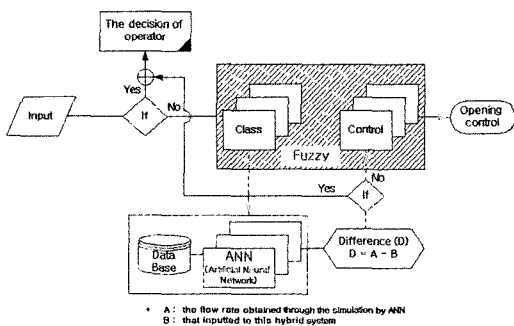 The decision of
operator
Yes
No
Input
If
Class
Control
Fuzzy
Opening
control
No
Yes
If
Data
Base
ANN
(Artificial Neural
Network)
Difference (D)
D = A - B
* A : the flow rate obtained through the simulation by ANN
B : that inputted to this hybrid system